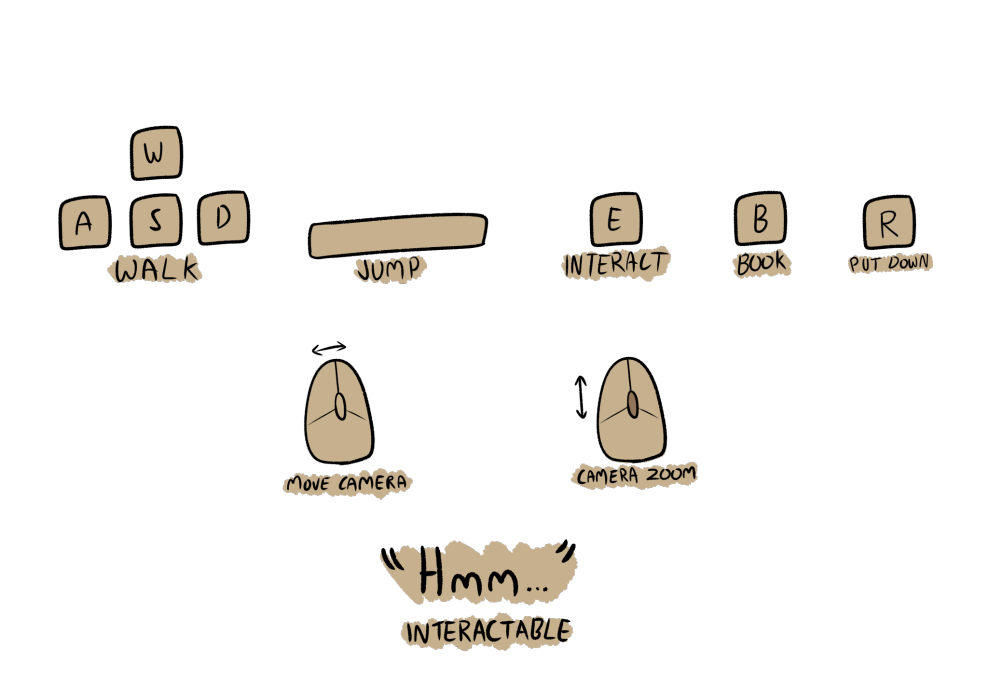 W
A S D
WALK
JUMP
E
INTERACT
B
BOOK
R
PUT DOWN
MOVE CAMERA
CAMERA ZOOM
"Hmm..."
INTERACTABLE